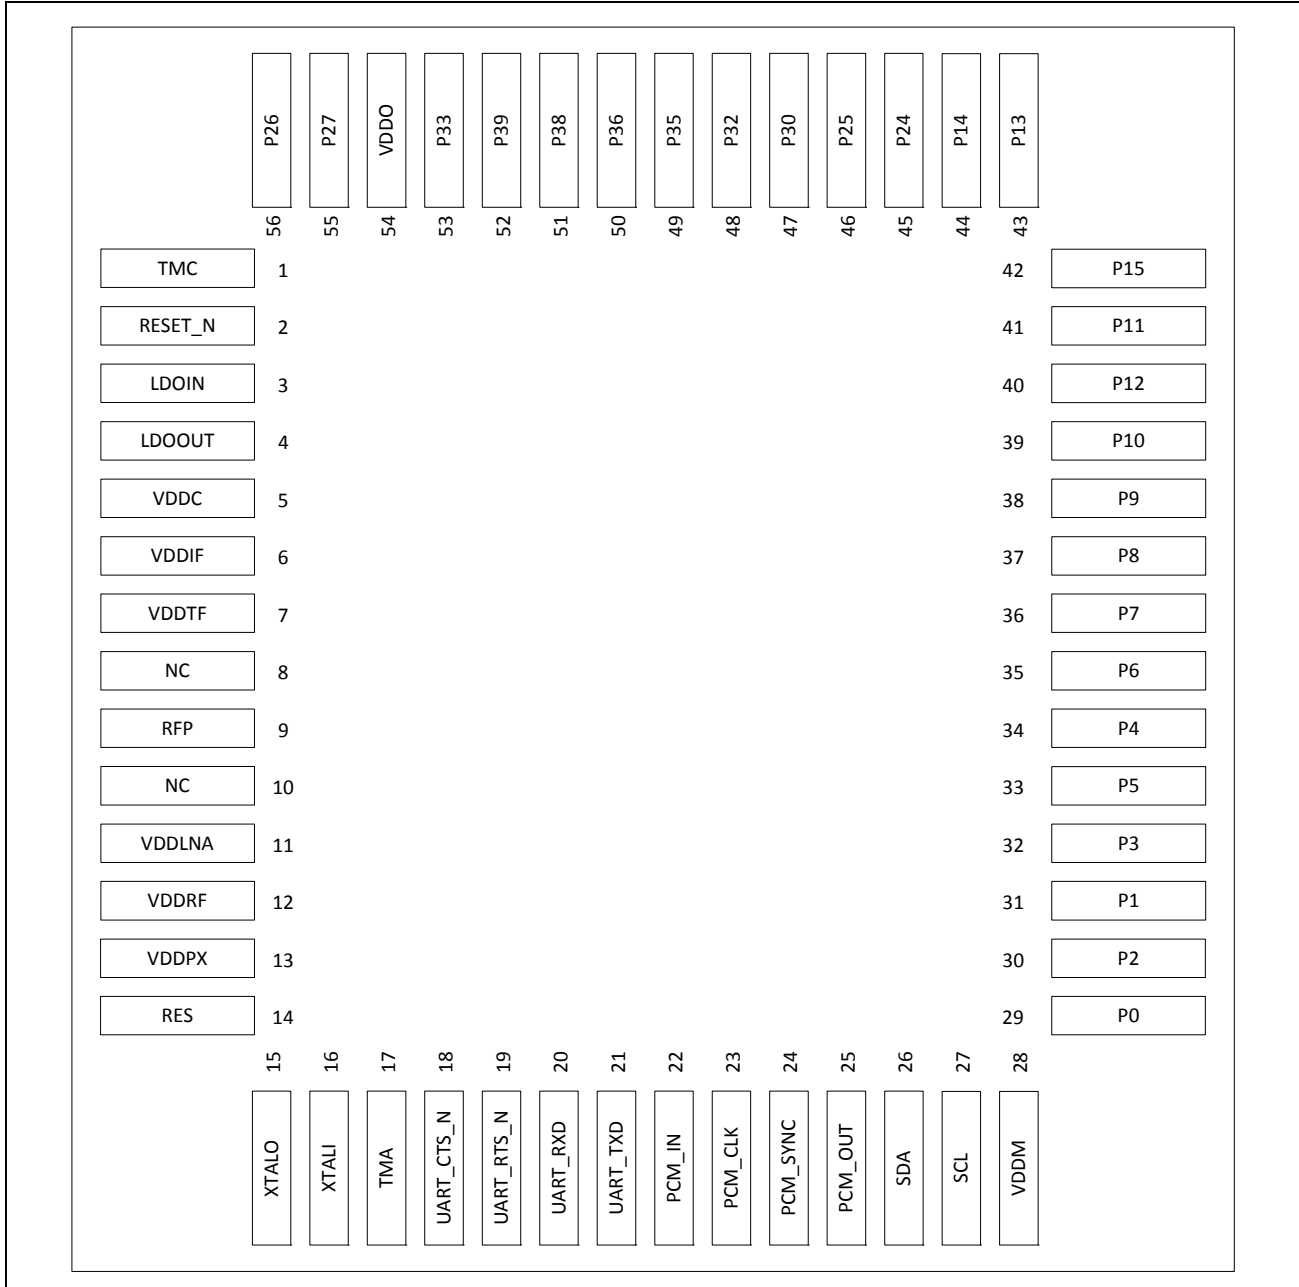 P26 P27 VDDO P33 P39 P38 P36 P35 P32 P30 P25 P24 P14 P13
56 55 54 53 52 51 50 49 48 47 46 45 44 43
TMC 1 42 P15
RESET_N 2 41 P11
LDOIN 3 40 P12
LDOOUT 4 39 P10
VDDC 5 38 P9
VDDIF 6 37 P8
VDDTF 7 36 P7
NC 8 35 P6
RFP 9 34 P4
NC 10 33 P5
VDDLNA 11 32 P3
VDDRF 12 31 P1
VDDPX 13 30 P2
RES 14 29 P0
15 16 17 18 19 20 21 22 23 24 25 26 27 28
XTALO XTALI TMA UART_CTS_N UART_RTS_N UART_RXD UART_TXD PCM_IN PCM_CLK PCM_SYNC PCM_OUT SDA SCL VDDM